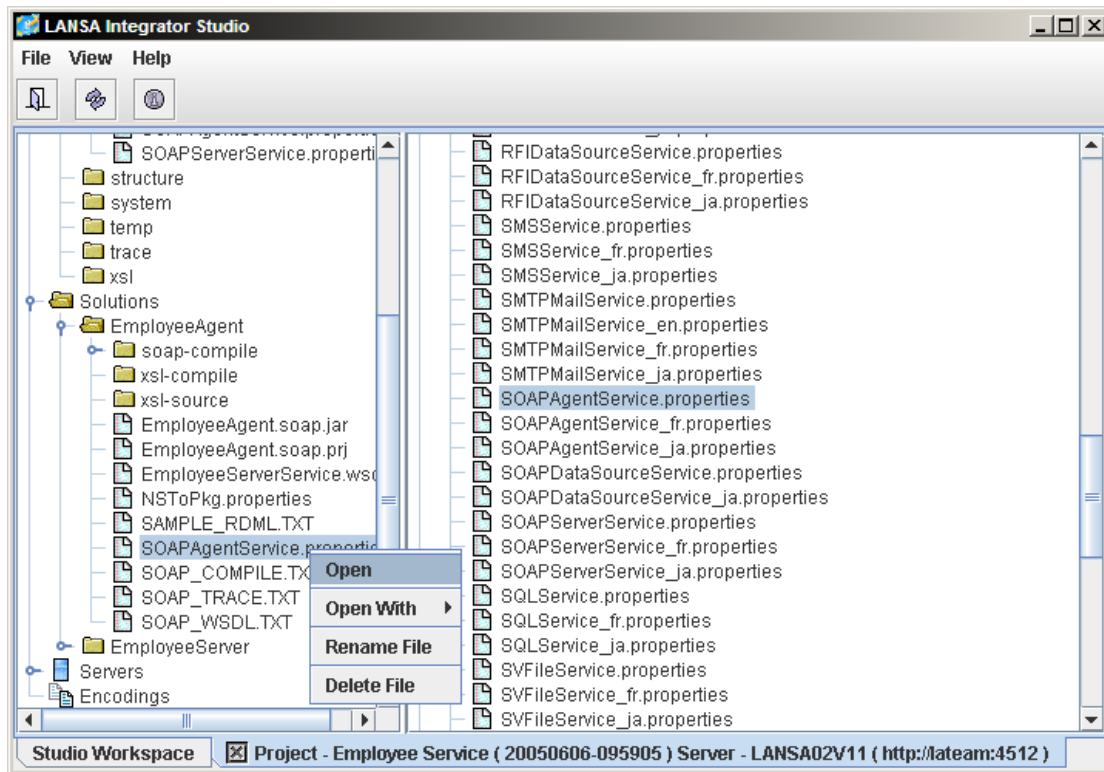 LANSA Integrator Studio
File View Help
SOAPServerService.properti
structure
system
temp
trace
xsl
Solutions
EmployeeAgent
soap-compile
xsl-compile
xsl-source
EmployeeAgent.soap.jar
EmployeeAgent.soap.prj
EmployeeServerService.wsd
NSToPkg.properties
SAMPLE_RDML.TXT
SOAPAgentService.propertie
SOAP_COMPILE.TX
SOAP_TRACE.TXT
SOAP_WSDL.TXT
EmployeeServer
Servers
Encodings
Open
Open With
Rename File
Delete File
RFIDataSourceService.properties
RFIDataSourceService_fr.properties
RFIDataSourceService_ja.properties
SMSService.properties
SMSService_fr.properties
SMSService_ja.properties
SMTPMailService.properties
SMTPMailService_en.properties
SMTPMailService_fr.properties
SMTPMailService_ja.properties
SOAPAgentService.properties
SOAPAgentService_fr.properties
SOAPAgentService_ja.properties
SOAPDataSourceService.properties
SOAPDataSourceService_ja.properties
SOAPServerService.properties
SOAPServerService_fr.properties
SOAPServerService_ja.properties
SQLService.properties
SQLService_fr.properties
SQLService_ja.properties
SVFileService.properties
SVFileService_fr.properties
SVFileService_ja.properties
Studio Workspace
Project - Employee Service ( 20050606-095905 ) Server - LANSA02V11 ( http://lateam:4512 )